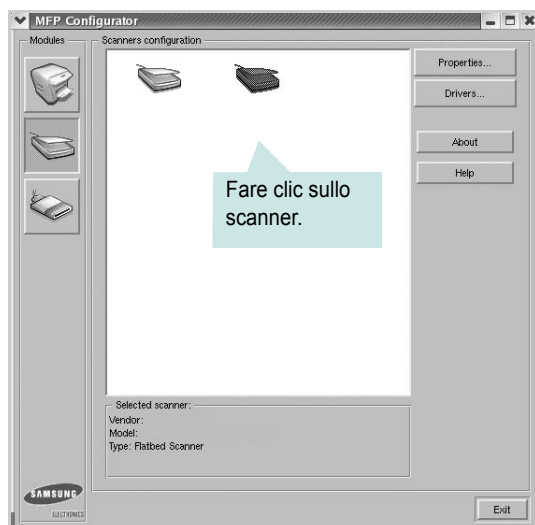 MFP Configurator
Modules
Scanners configuration
Properties...
Drivers...
About
Help
Fare clic sullo
scanner.
Selected scanner:
Vendor:
Model:
Type: Flatbed Scanner
SAMSUNG
ELECTRONICS
Exit